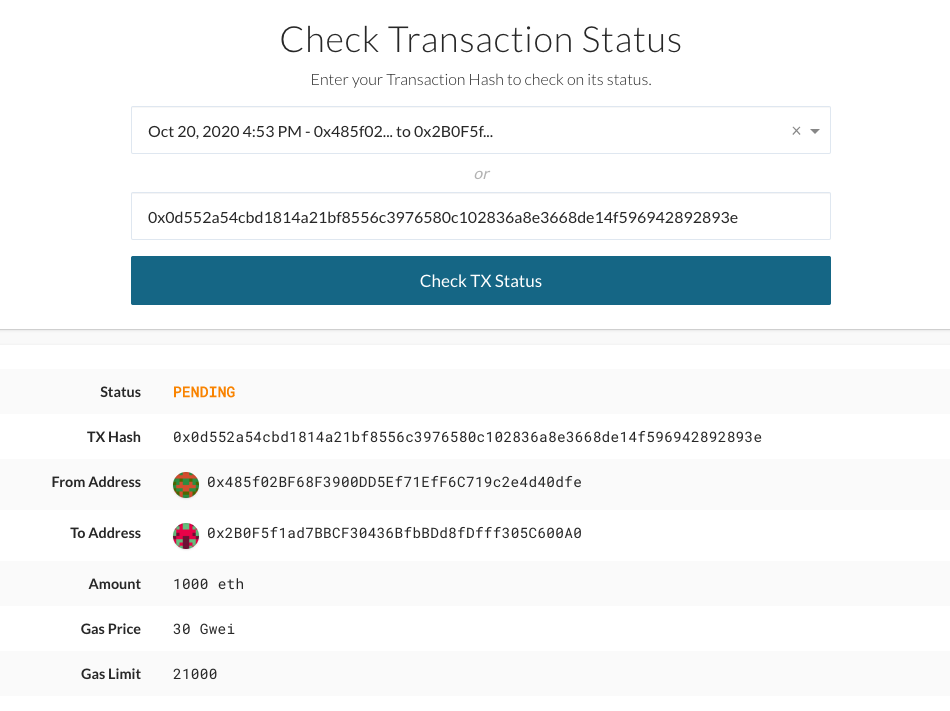 Check Transaction Status
Enter your Transaction Hash to check on its status.
Oct 20, 2020 4:53 PM - 0x485f02... to 0x2B0F5f...
or
0x0d552a54cbd1814a21bf8556c3976580c102836a8e3668de14f596942892893e
Check TX Status
Status PENDING
TX Hash 0x0d552a54cbd1814a21bf8556c3976580c102836a8e3668de14f596942892893e
From Address 0x485f02BF68F3900DD5Ef71EfF6C719c2e4d40dfe
To Address 0x2B0F5f1ad7BBCF30436BfbBDd8fDfff305C600A0
Amount 1000 eth
Gas Price 30 Gwei
Gas Limit 21000